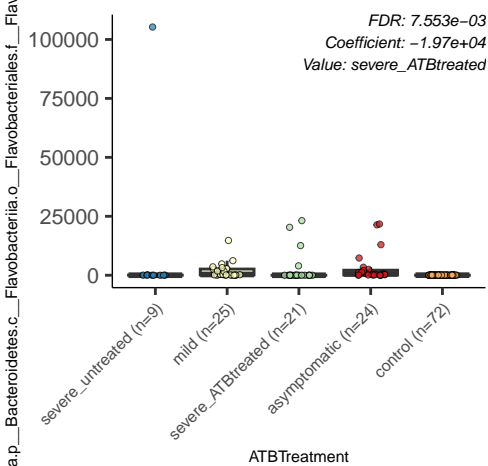 a.p__Bacteroidetes.c__Flavobacteriia.o__Flavobacteriales.f__Flav
100000
75000
50000
25000
0
FDR: 7.553e−03
Coefficient: −1.97e+04
Value: severe_ATBtreated
severe_untreated (n=9)
mild (n=25)
severe_ATBtreated (n=21)
asymptomatic (n=24)
control (n=72)
ATBTreatment